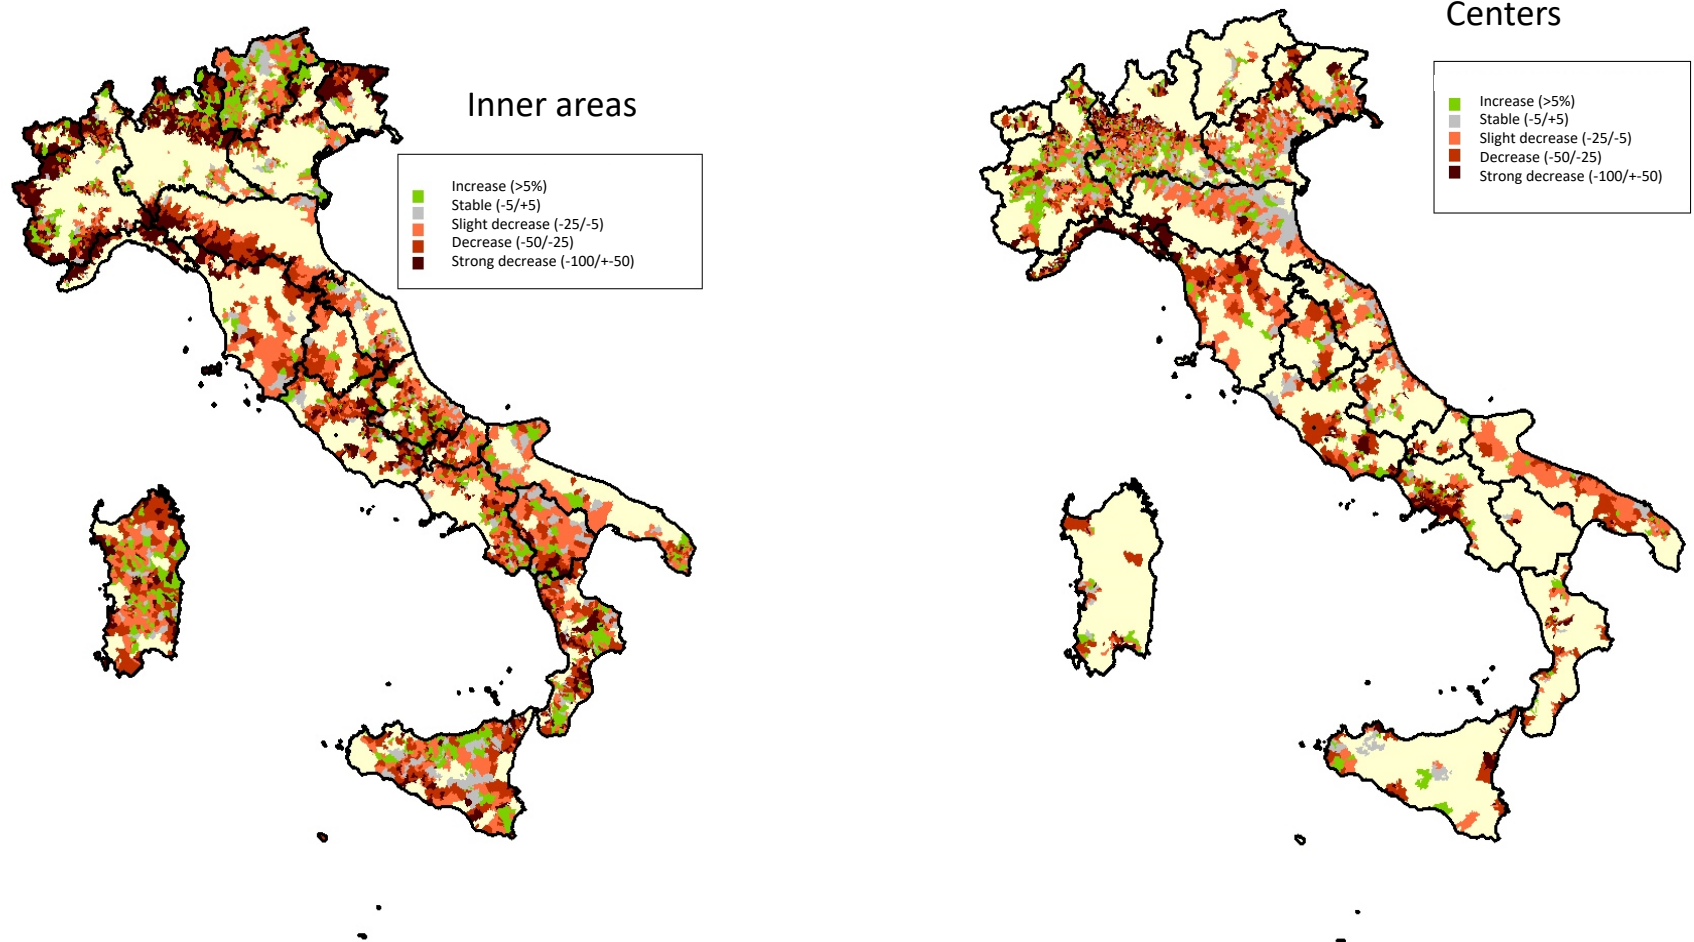 Centers
Inner areas
Increase (>5%)
Stable (-5/+5)
Slight decrease (-25/-5)
Decrease (-50/-25)
Strong decrease (-100/+-50)
Increase (>5%)
Stable (-5/+5)
Slight decrease (-25/-5)
Decrease (-50/-25)
Strong decrease (-100/+-50)